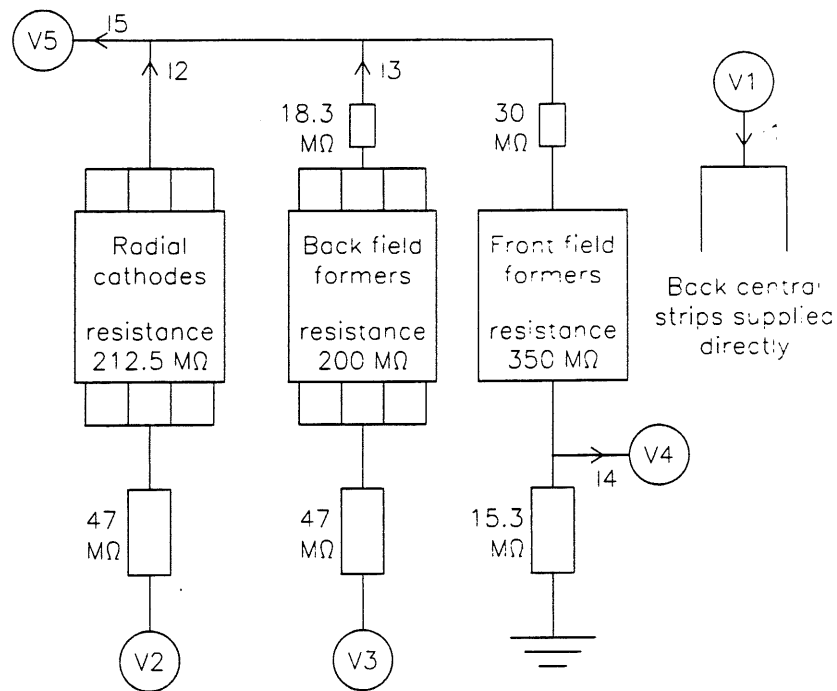 V5
I5
I2
I3
V1
18.3
MΩ
30
MΩ
Radial
cathodes
resistance
212.5 MΩ
Back field
formers
resistance
200 MΩ
Front field
formers
resistance
350 MΩ
Back central
strips supplied
directly
V4
I4
47
MΩ
47
MΩ
15.3
MΩ
V2
V3